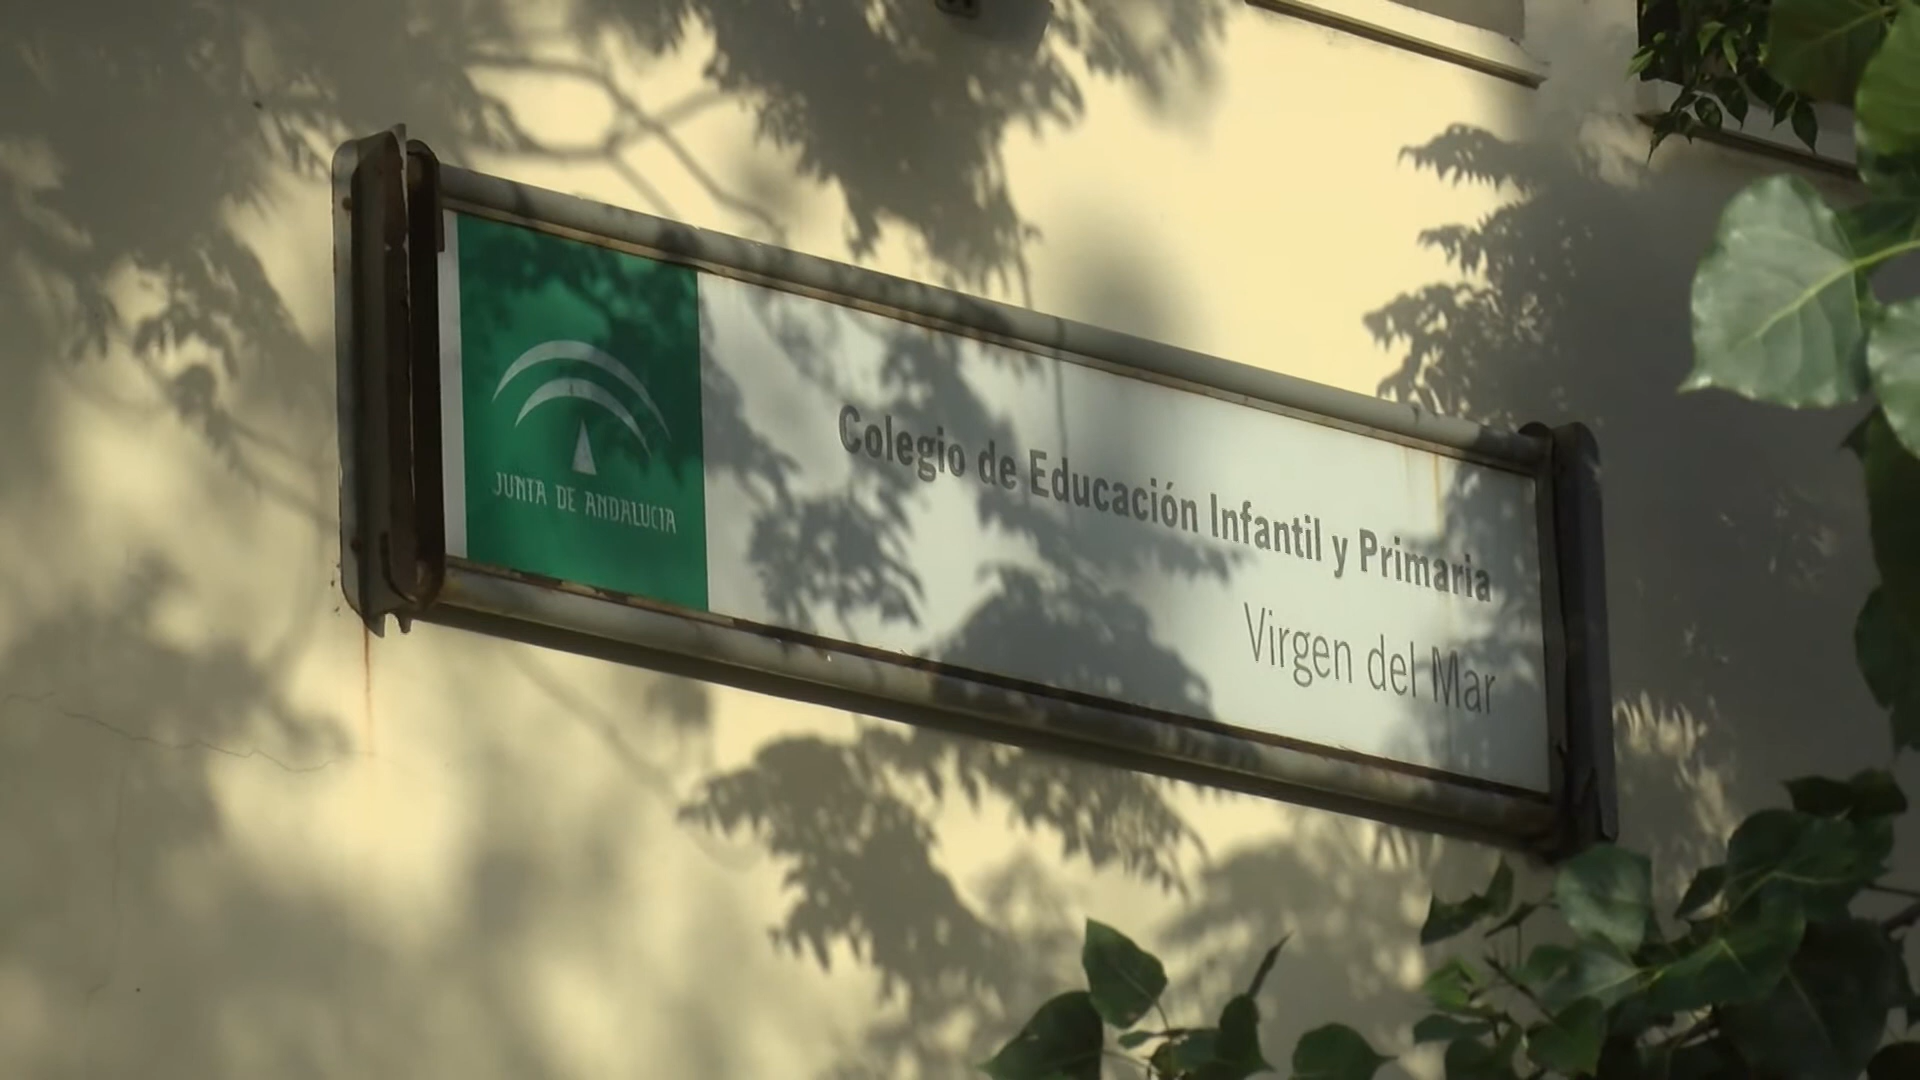 JUNTA DE ANDALUCIA
Colegio de Educación Infantil y Primaria
Virgen del Mar